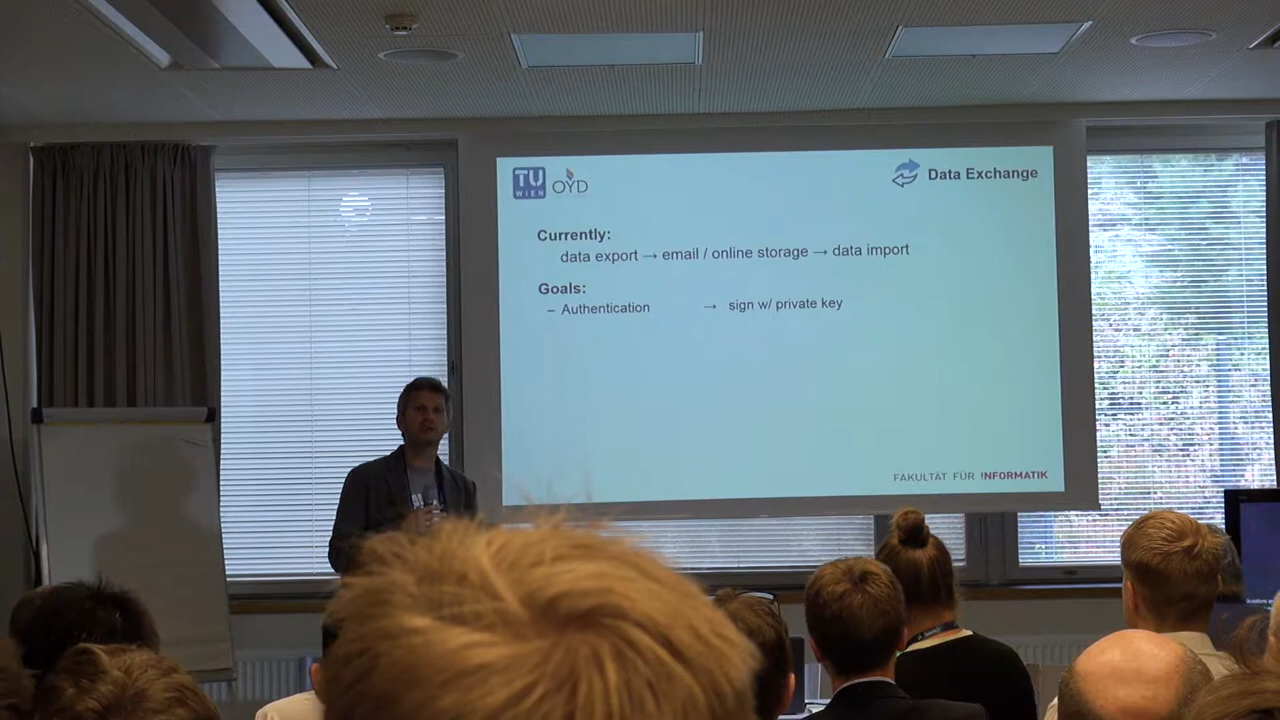 TU
WIEN
OYD
Data Exchange
Currently:
data export → email / online storage → data import
Goals:
– Authentication → sign w/ private key
FAKULTÄT FÜR !NFORMATIK